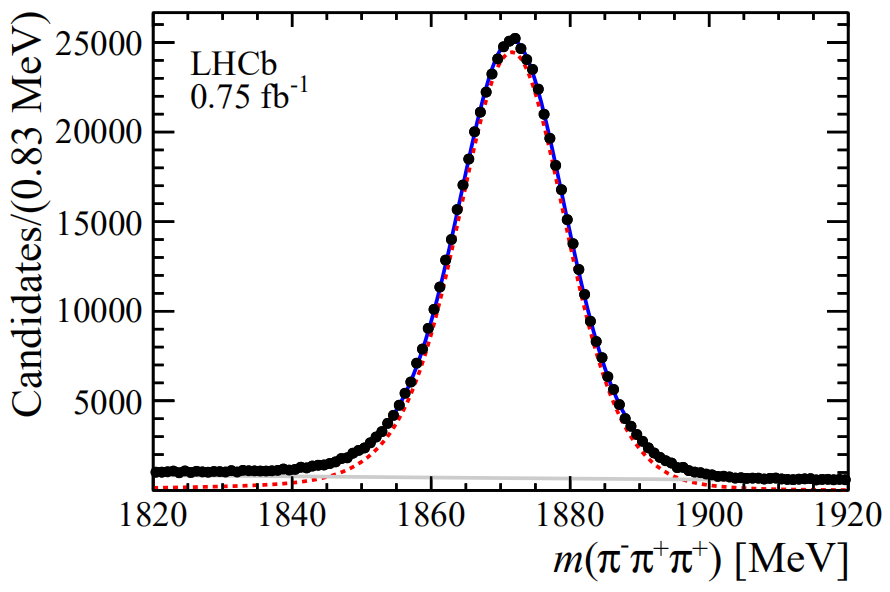 Candidates/(0.83 MeV)
25000
20000
15000
10000
5000
LHCb
0.75 fb⁻¹
1820 1840 1860 1880 1900 1920
m(π⁻π⁺π⁺) [MeV]